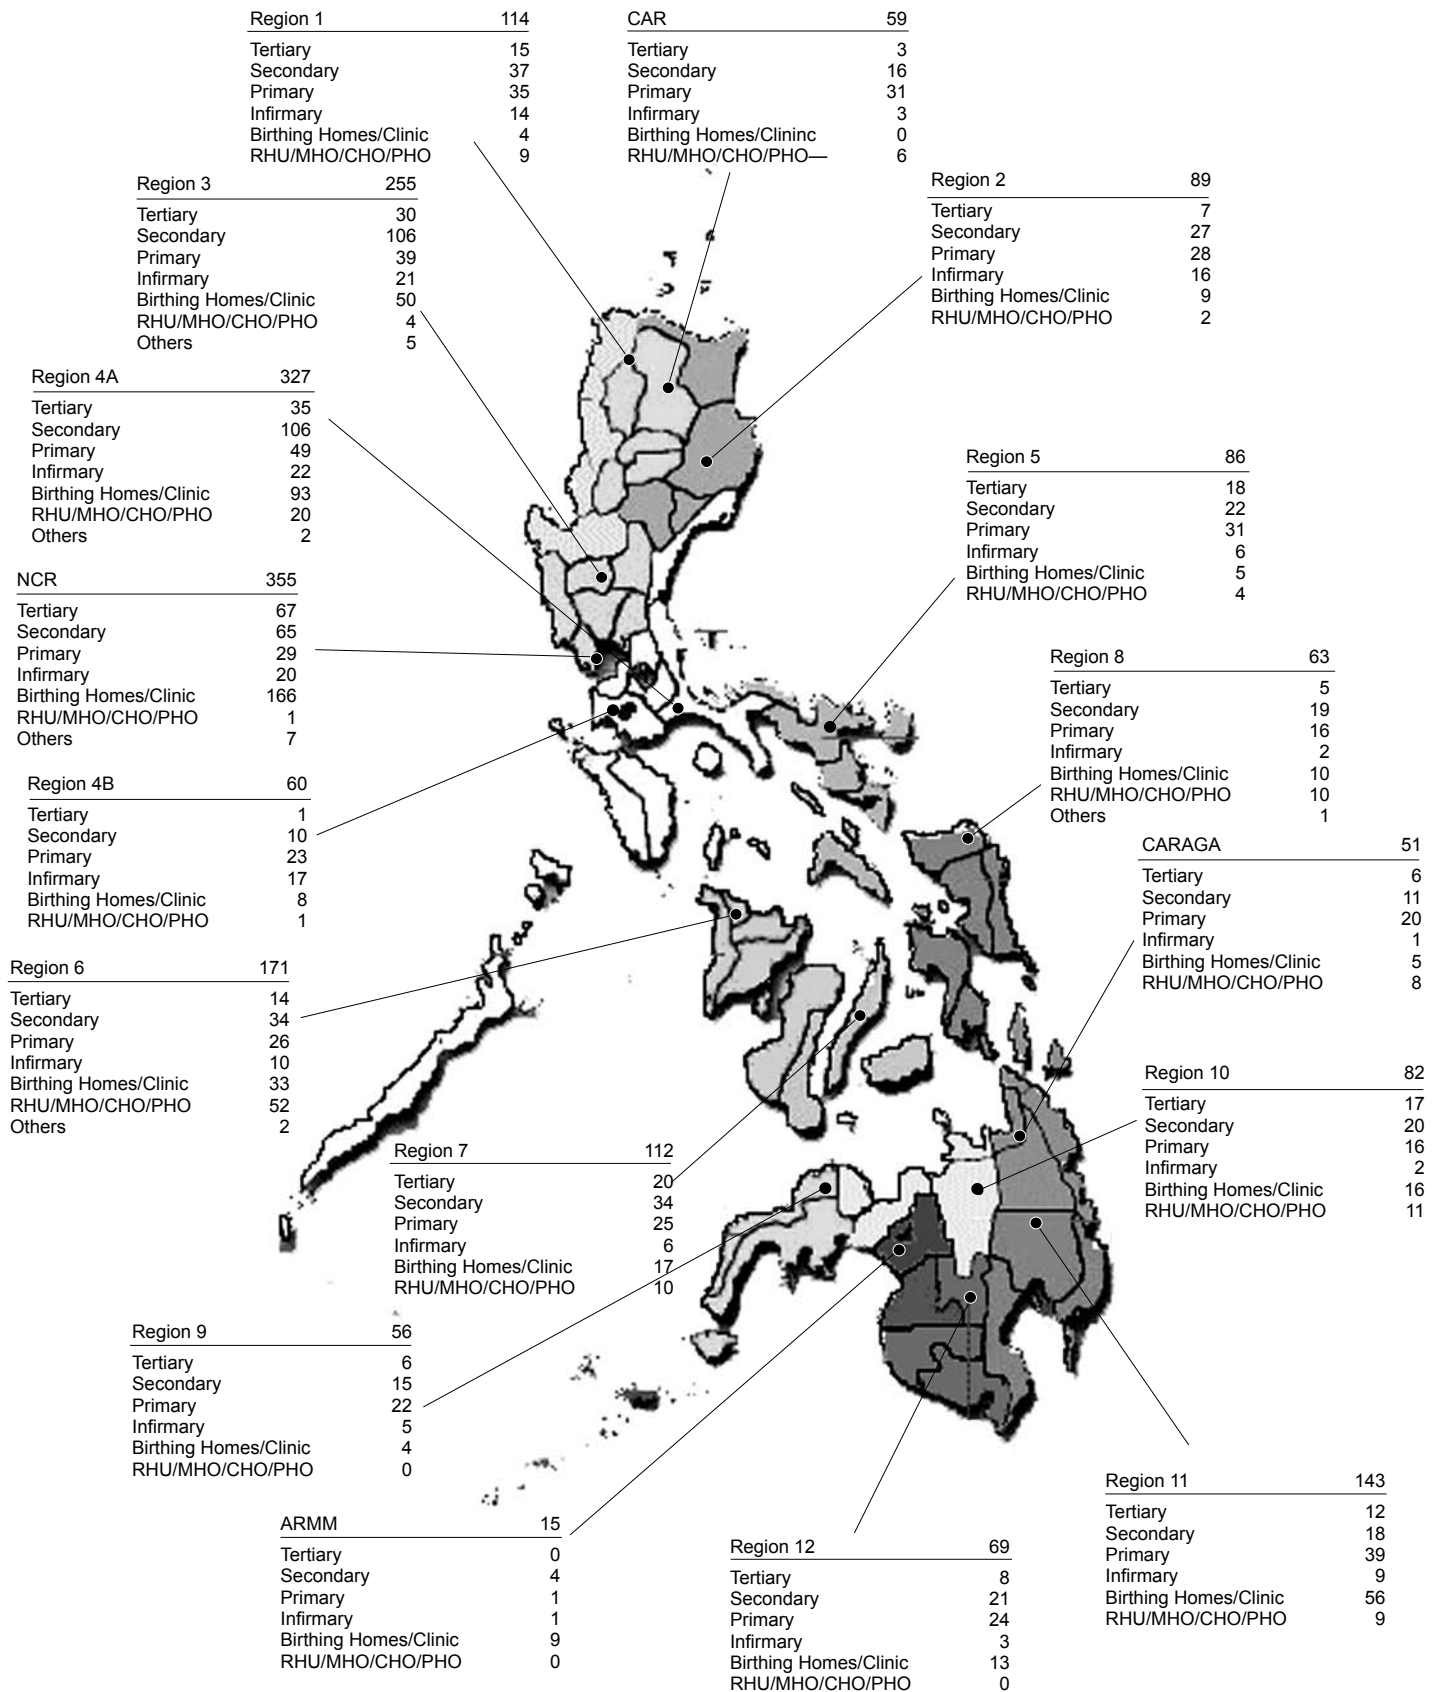 Region 1 114
Tertiary 15
Secondary 37
Primary 35
Infirmary 14
Birthing Homes/Clinic 4
RHU/MHO/CHO/PHO 9
CAR 59
Tertiary 3
Secondary 16
Primary 31
Infirmary 3
Birthing Homes/Clininc 0
RHU/MHO/CHO/PHO— 6
Region 3 255
Tertiary 30
Secondary 106
Primary 39
Infirmary 21
Birthing Homes/Clinic 50
RHU/MHO/CHO/PHO 4
Others 5
Region 2 89
Tertiary 7
Secondary 27
Primary 28
Infirmary 16
Birthing Homes/Clinic 9
RHU/MHO/CHO/PHO 2
Region 4A 327
Tertiary 35
Secondary 106
Primary 49
Infirmary 22
Birthing Homes/Clinic 93
RHU/MHO/CHO/PHO 20
Others 2
Region 5 86
Tertiary 18
Secondary 22
Primary 31
Infirmary 6
Birthing Homes/Clinic 5
RHU/MHO/CHO/PHO 4
NCR 355
Tertiary 67
Secondary 65
Primary 29
Infirmary 20
Birthing Homes/Clinic 166
RHU/MHO/CHO/PHO 1
Others 7
Region 8 63
Tertiary 5
Secondary 19
Primary 16
Infirmary 2
Birthing Homes/Clinic 10
RHU/MHO/CHO/PHO 10
Others 1
Region 4B 60
Tertiary 1
Secondary 10
Primary 23
Infirmary 17
Birthing Homes/Clinic 8
RHU/MHO/CHO/PHO 1
CARAGA 51
Tertiary 6
Secondary 11
Primary 20
Infirmary 1
Birthing Homes/Clinic 5
RHU/MHO/CHO/PHO 8
Region 6 171
Tertiary 14
Secondary 34
Primary 26
Infirmary 10
Birthing Homes/Clinic 33
RHU/MHO/CHO/PHO 52
Others 2
Region 10 82
Tertiary 17
Secondary 20
Primary 16
Infirmary 2
Birthing Homes/Clinic 16
RHU/MHO/CHO/PHO 11
Region 7 112
Tertiary 20
Secondary 34
Primary 25
Infirmary 6
Birthing Homes/Clinic 17
RHU/MHO/CHO/PHO 10
Region 9 56
Tertiary 6
Secondary 15
Primary 22
Infirmary 5
Birthing Homes/Clinic 4
RHU/MHO/CHO/PHO 0
Region 11 143
Tertiary 12
Secondary 18
Primary 39
Infirmary 9
Birthing Homes/Clinic 56
RHU/MHO/CHO/PHO 9
ARMM 15
Tertiary 0
Secondary 4
Primary 1
Infirmary 1
Birthing Homes/Clinic 9
RHU/MHO/CHO/PHO 0
Region 12 69
Tertiary 8
Secondary 21
Primary 24
Infirmary 3
Birthing Homes/Clinic 13
RHU/MHO/CHO/PHO 0